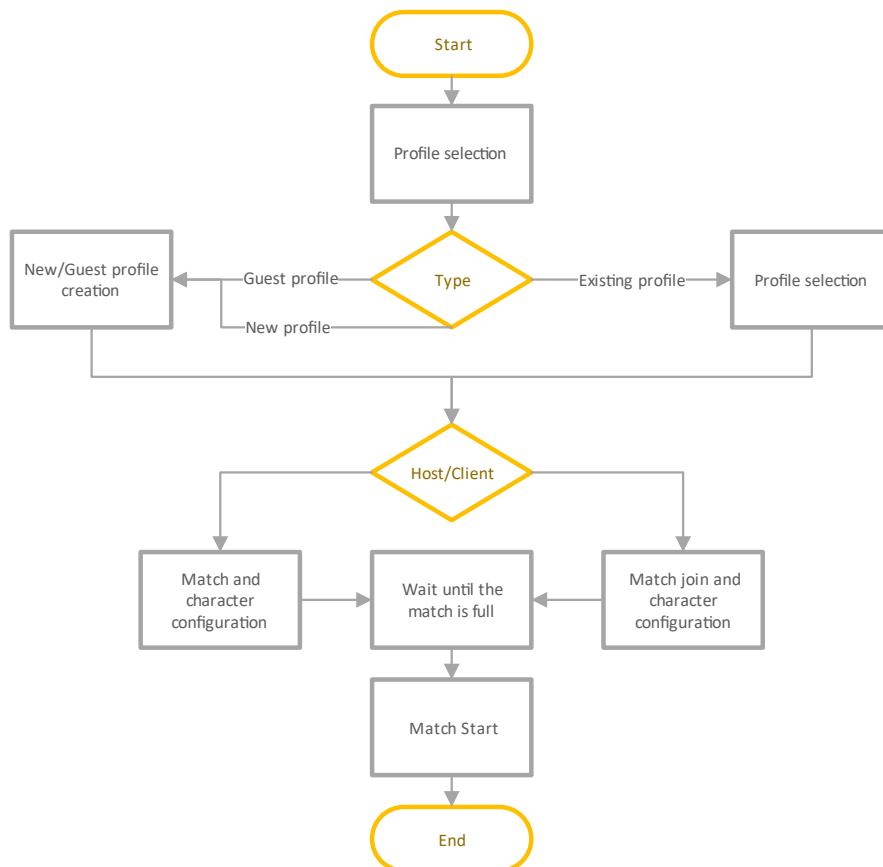 Start
Profile selection
New/Guest profile
creation
Guest profile
Type
Existing profile
Profile selection
New profile
Host/Client
Match and
character
configuration
Wait until the
match is full
Match join and
character
configuration
Match Start
End